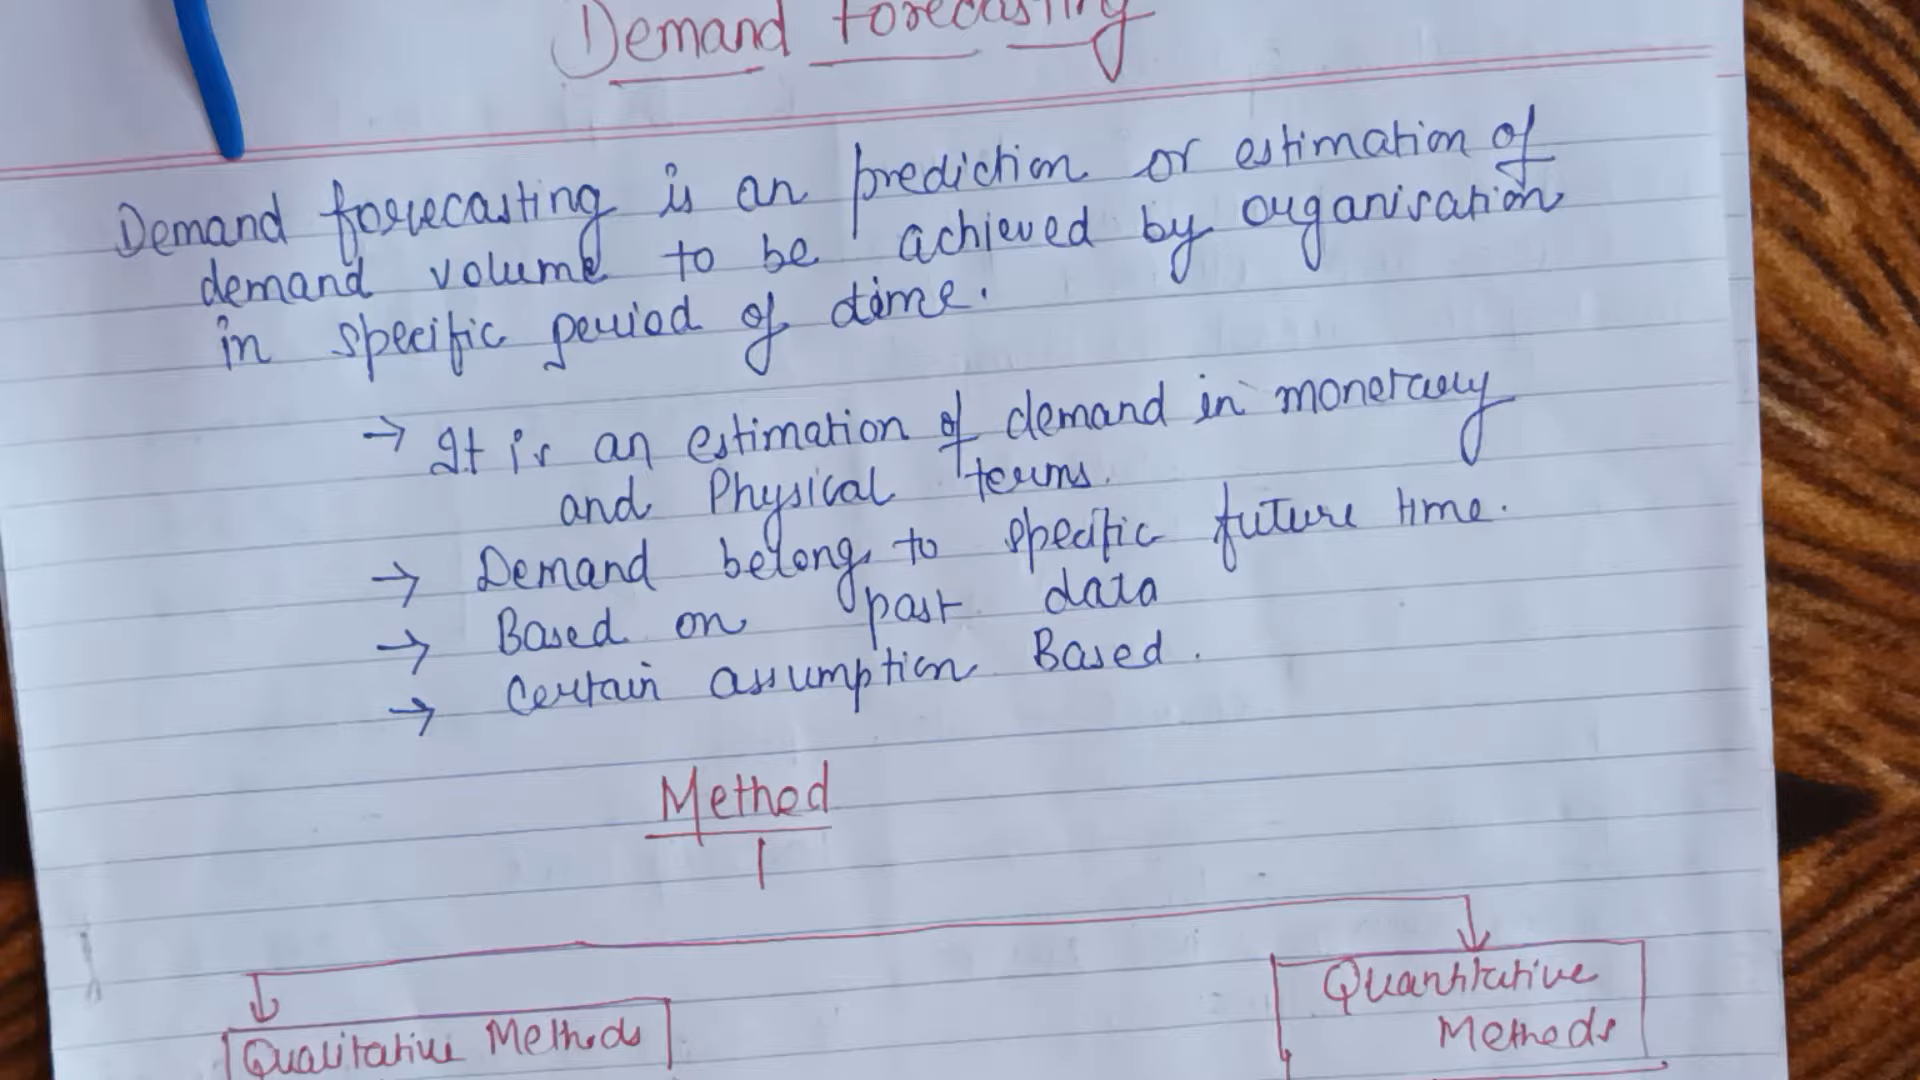 Demand forecasting
Demand forecasting is an prediction or estimation of
demand volume to be achieved by organisation
in specific period of time.
→ It is an estimation of demand in monetary
and Physical terms.
→ Demand belong to specific future time.
→ Based on past data
→ Certain assumption Based.
Method
Qualitative Methods
Quantitative
Methods